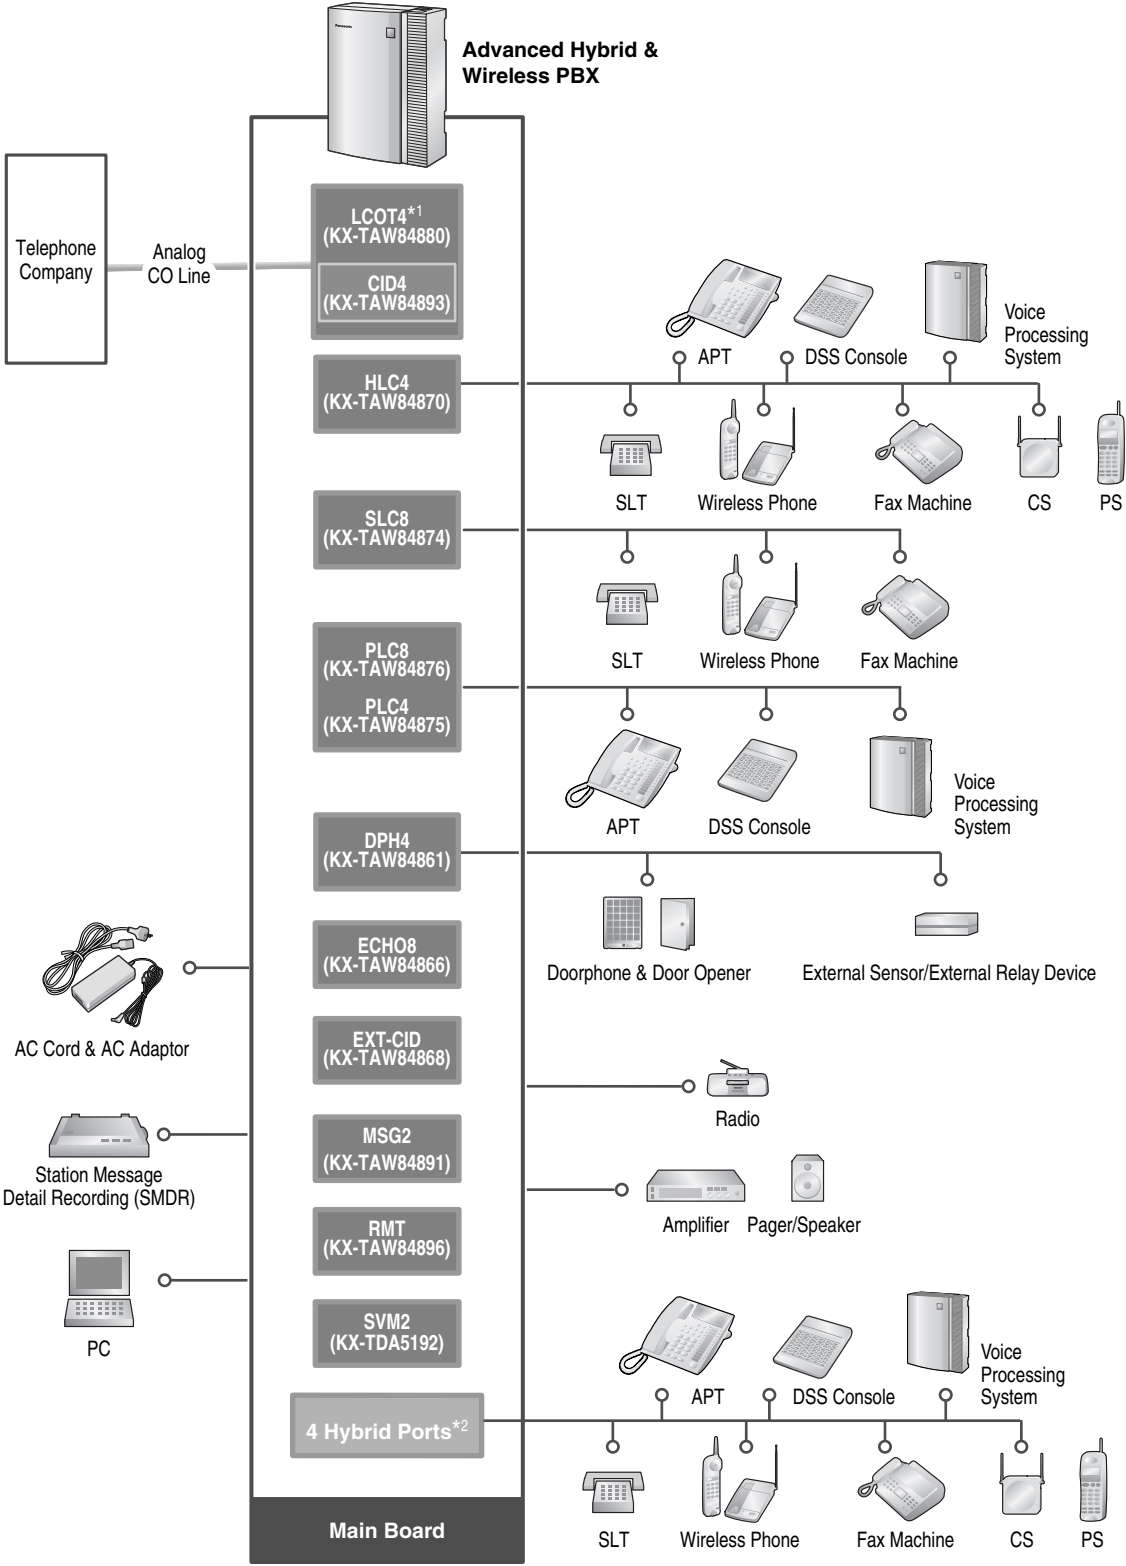 Panasonic
Advanced Hybrid &
Wireless PBX
Telephone
Company
Analog
CO Line
LCOT4*1
(KX-TAW84880)
CID4
(KX-TAW84893)
APT
DSS Console
Voice
Processing
System
HLC4
(KX-TAW84870)
SLT
Wireless Phone
Fax Machine
CS
PS
SLC8
(KX-TAW84874)
SLT
Wireless Phone
Fax Machine
PLC8
(KX-TAW84876)
PLC4
(KX-TAW84875)
APT
DSS Console
Voice
Processing
System
DPH4
(KX-TAW84861)
Doorphone & Door Opener
External Sensor/External Relay Device
ECHO8
(KX-TAW84866)
AC Cord & AC Adaptor
EXT-CID
(KX-TAW84868)
Radio
MSG2
(KX-TAW84891)
Station Message
Detail Recording (SMDR)
Amplifier
Pager/Speaker
RMT
(KX-TAW84896)
PC
SVM2
(KX-TDA5192)
APT
DSS Console
Voice
Processing
System
4 Hybrid Ports*2
SLT
Wireless Phone
Fax Machine
CS
PS
Main Board